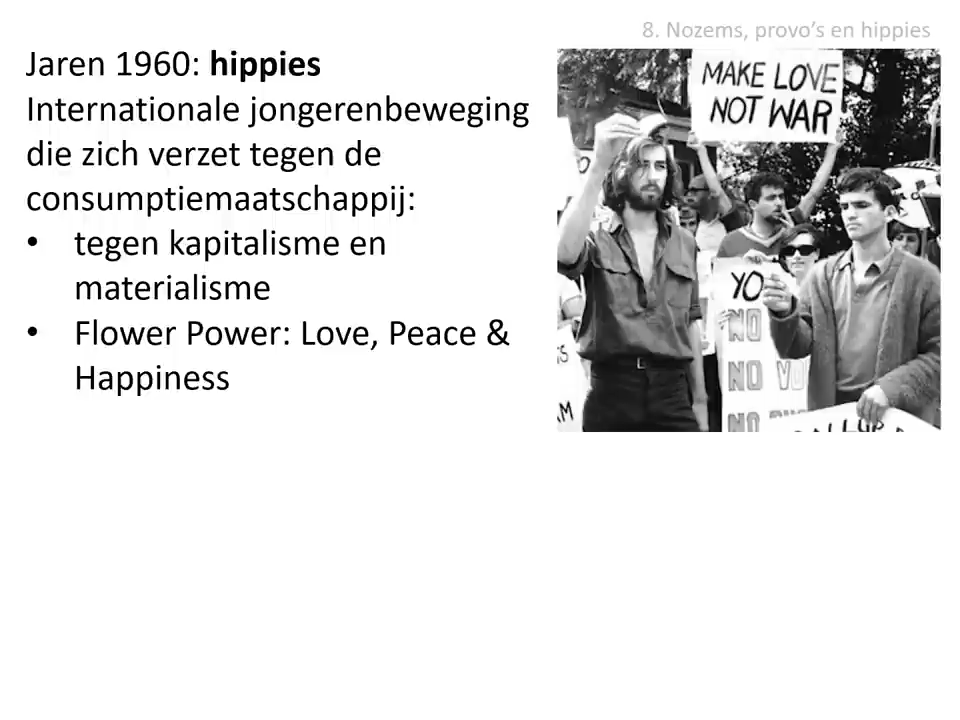 8. Nozems, provo's en hippies
Jaren 1960: hippies
Internationale jongerenbeweging
die zich verzet tegen de
consumptiemaatschappij:
• tegen kapitalisme en
materialisme
• Flower Power: Love, Peace &
Happiness
MAKE LOVE
NOT WAR
YO
NO
NO
NO